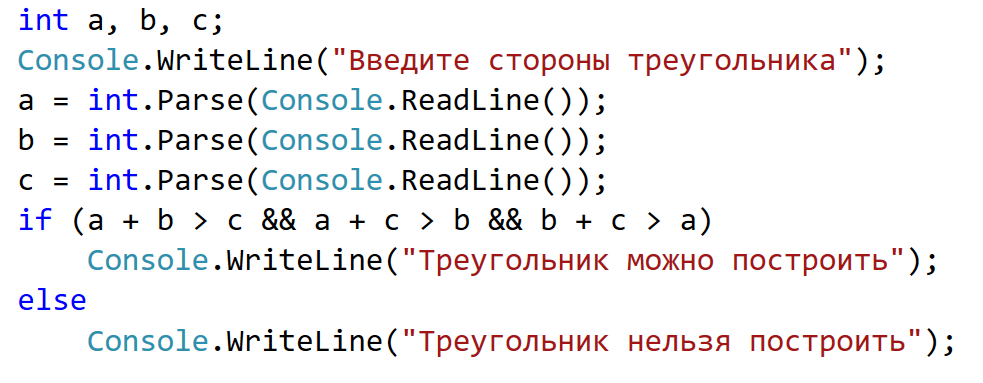 int a, b, c;
Console.WriteLine("Введите стороны треугольника");
a = int.Parse(Console.ReadLine());
b = int.Parse(Console.ReadLine());
c = int.Parse(Console.ReadLine());
if (a + b > c && a + c > b && b + c > a)
    Console.WriteLine("Треугольник можно построить");
else
    Console.WriteLine("Треугольник нельзя построить");